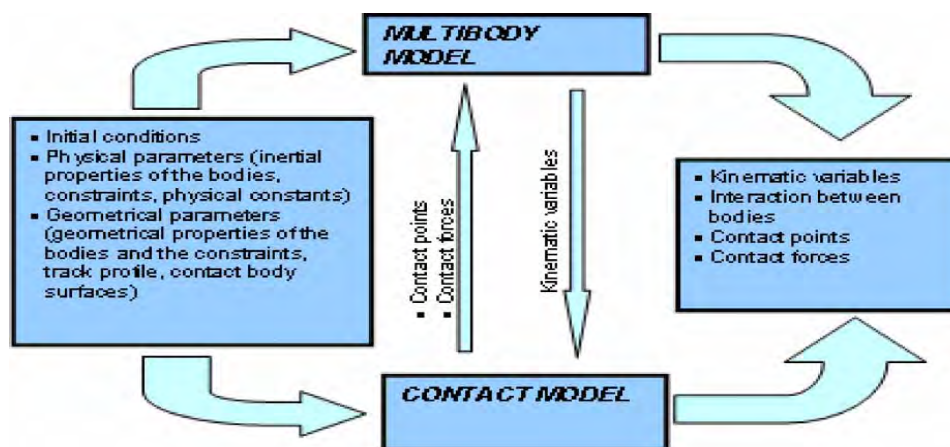 MULTIBODY
MODEL
▪ Initial conditions
▪ Physical parameters (inertial
properties of the bodies,
constraints, physical constants)
▪ Geometrical parameters
(geometrical properties of the
bodies and the constraints,
track profile, contact body
surfaces)
▪ Contact points
▪ Contact forces
Kinematic variables
▪ Kinematic variables
▪ Interaction between
bodies
▪ Contact points
▪ Contact forces
CONTACT MODEL